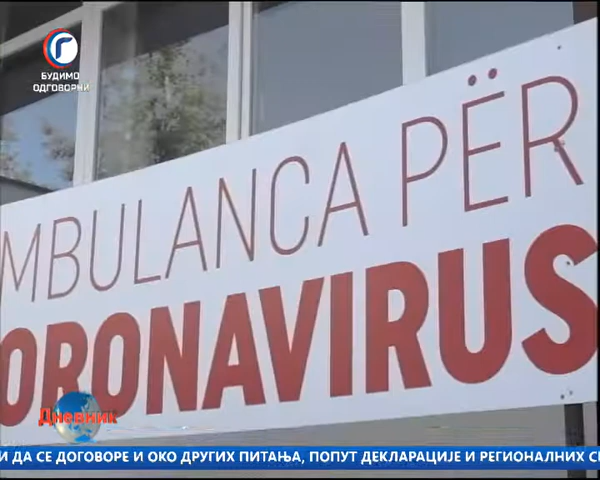 БУДИМО
ОДГОВОРНИ
MBULANCA PËR
ORONAVIRUS
Дневник
И ДА СЕ ДОГОВОРЕ И ОКО ДРУГИХ ПИТАЊА, ПОПУТ ДЕКЛАРАЦИЈЕ И РЕГИОНАЛНИХ